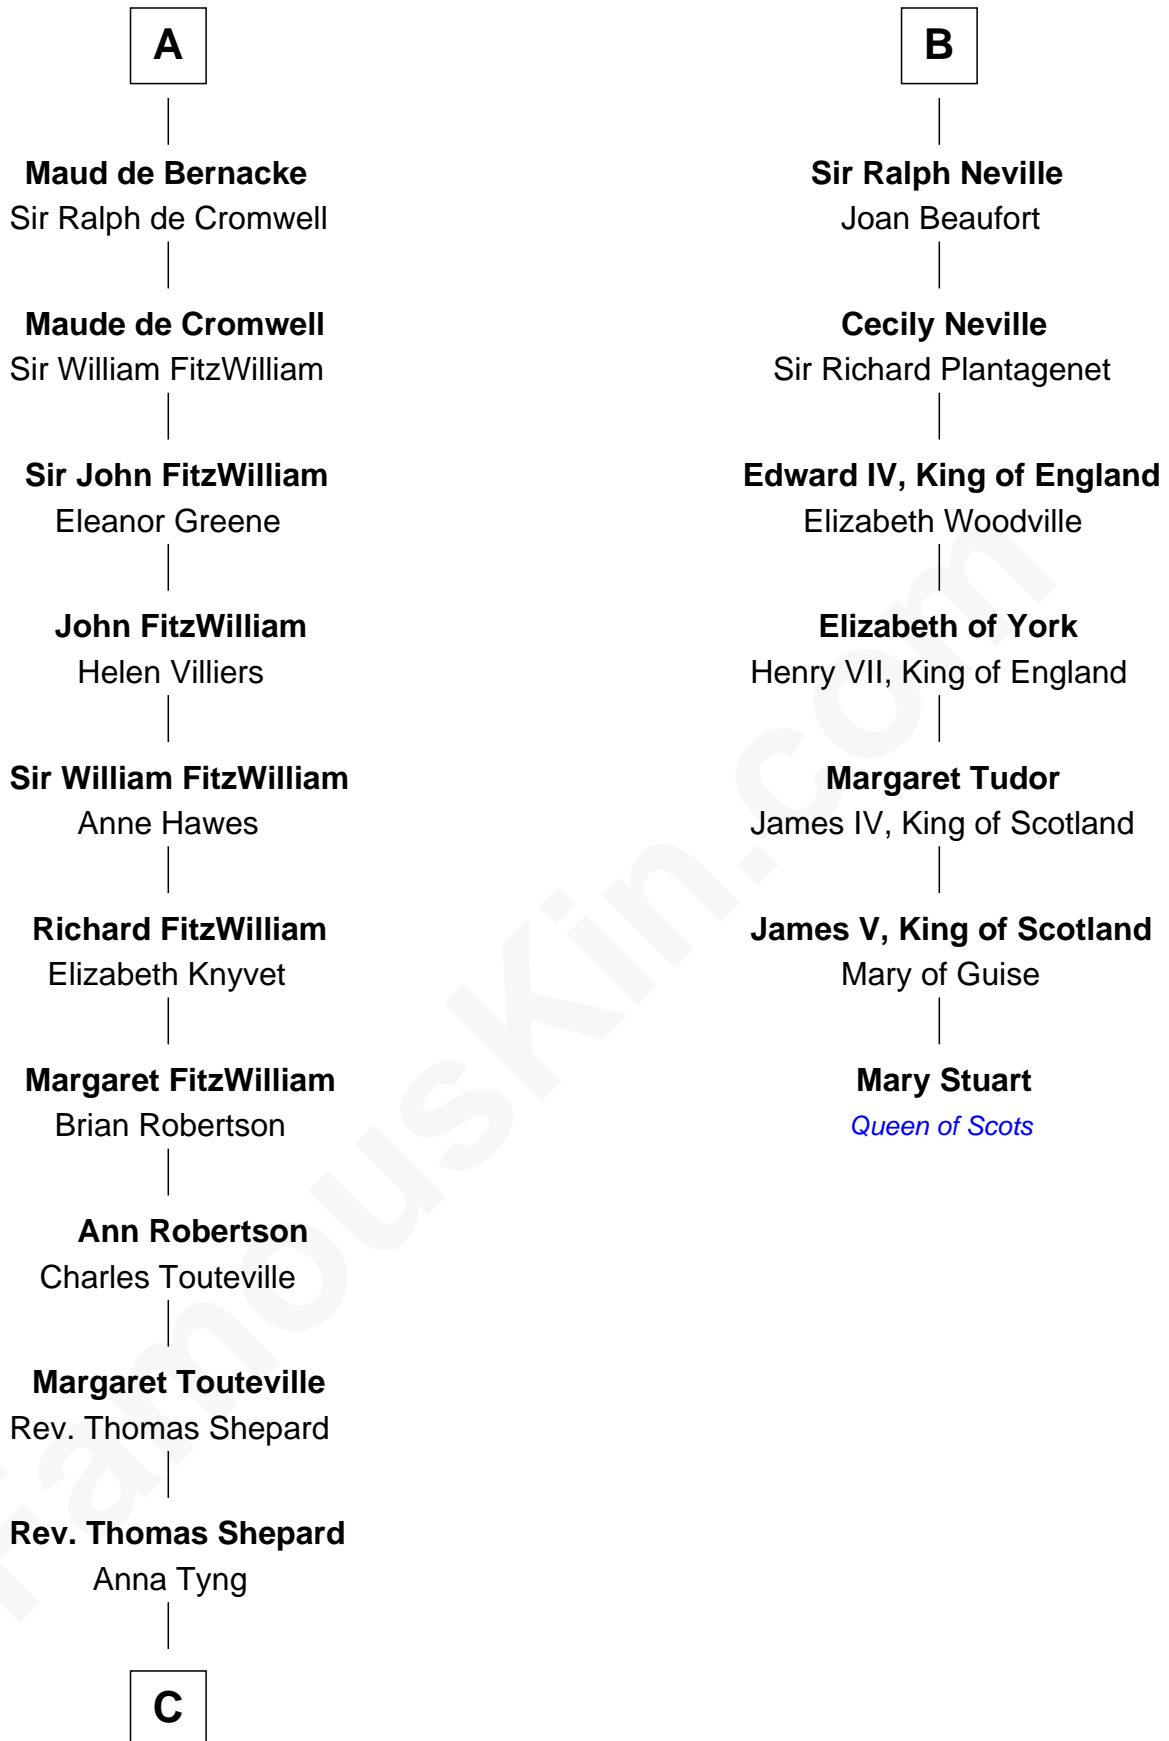 A
Maud de Bernacke
Sir Ralph de Cromwell
Maude de Cromwell
Sir William FitzWilliam
Sir John FitzWilliam
Eleanor Greene
John FitzWilliam
Helen Villiers
Sir William FitzWilliam
Anne Hawes
Richard FitzWilliam
Elizabeth Knyvet
Margaret FitzWilliam
Brian Robertson
Ann Robertson
Charles Touteville
Margaret Touteville
Rev. Thomas Shepard
Rev. Thomas Shepard
Anna Tyng
C
B
Sir Ralph Neville
Joan Beaufort
Cecily Neville
Sir Richard Plantagenet
Edward IV, King of England
Elizabeth Woodville
Elizabeth of York
Henry VII, King of England
Margaret Tudor
James IV, King of Scotland
James V, King of Scotland
Mary of Guise
Mary Stuart
Queen of Scots
FamousKin.com